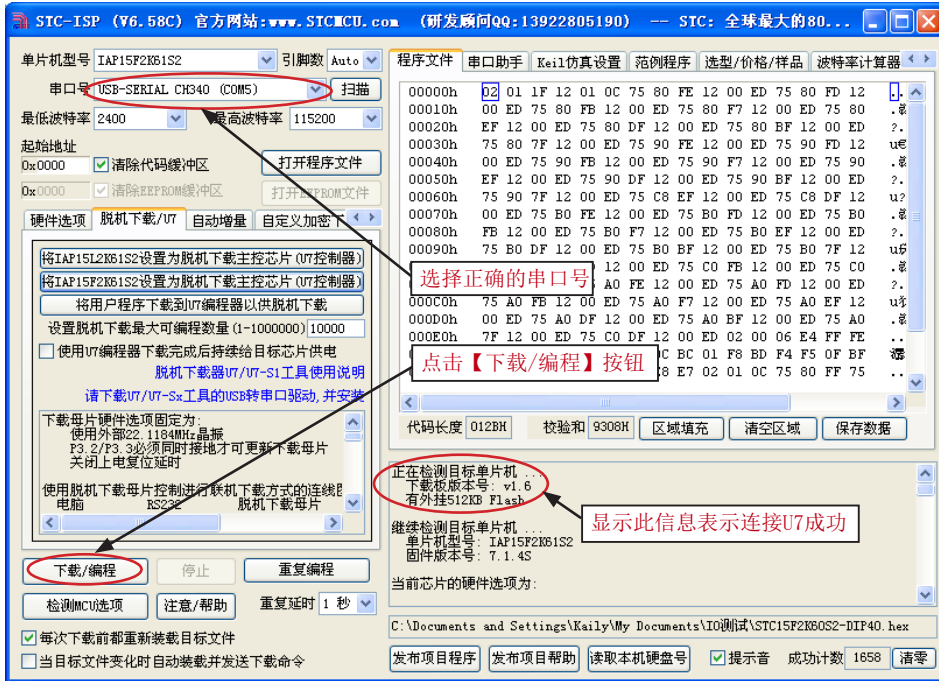 STC-ISP (V6.58C) 官方网站:www.STCMCU.com (研发顾问QQ:13922805190) -- STC: 全球最大的80...
单片机型号 IAP15F2K61S2 引脚数 Auto
串口号 USB-SERIAL CH340 (COM5) 扫描
最低波特率 2400 最高波特率 115200
起始地址
0x0000 清除代码缓冲区 打开程序文件
0x0000 清除EEPROM缓冲区 打开EEPROM文件
硬件选项 脱机下载/U7 自动增量 自定义加密下
将IAP15L2K61S2设置为脱机下载主控芯片(U7控制器)
将IAP15F2K61S2设置为脱机下载主控芯片(U7控制器)
将用户程序下载到U7编程器以供脱机下载
设置脱机下载最大可编程数量(1-1000000) 10000
使用U7编程器下载完成后持续给目标芯片供电
脱机下载器U7/U7-S1工具使用说明
请下载U7/U7-Sx工具的USB转串口驱动,并安装
下载母片硬件选项固定为:
使用外部22.1184MHz晶振
P3.2/P3.3必须同时接地才可更新下载母片
关闭上电复位延时
使用脱机下载母片控制进行联机下载方式的连线
电脑 RS232 脱机下载母片
下载/编程 停止 重复编程
检测MCU选项 注意/帮助 重复延时 1 秒
每次下载前都重新装载目标文件
当目标文件变化时自动装载并发送下载命令
程序文件 串口助手 Keil仿真设置 范例程序 选型/价格/样品 波特率计算器
00000h 02 01 1F 12 01 0C 75 80 FE 12 00 ED 75 80 FD 12
00010h 00 ED 75 80 FB 12 00 ED 75 80 F7 12 00 ED 75 80
00020h EF 12 00 ED 75 80 DF 12 00 ED 75 80 BF 12 00 ED
00030h 75 80 7F 12 00 ED 75 90 FE 12 00 ED 75 90 FD 12
00040h 00 ED 75 90 FB 12 00 ED 75 90 F7 12 00 ED 75 90
00050h EF 12 00 ED 75 90 DF 12 00 ED 75 90 BF 12 00 ED
00060h 75 90 7F 12 00 ED 75 C8 EF 12 00 ED 75 C8 DF 12
00070h 00 ED 75 B0 FE 12 00 ED 75 B0 FD 12 00 ED 75 B0
00080h FB 12 00 ED 75 B0 F7 12 00 ED 75 B0 EF 12 00 ED
00090h 75 B0 DF 12 00 ED 75 B0 BF 12 00 ED 75 B0 7F 12
12 00 ED 75 C0 FB 12 00 ED 75 C0
选择正确的串口号
A0 FE 12 00 ED 75 A0 FD 12 00 ED
000C0h 75 A0 FB 12 00 ED 75 A0 F7 12 00 ED 75 A0 EF 12
000D0h 00 ED 75 A0 DF 12 00 ED 75 A0 BF 12 00 ED 75 A0
000E0h 7F 12 00 ED 75 C0 DF 12 00 ED 02 00 06 E4 FF FE
点击【下载/编程】按钮
BC 01 F8 BD F4 F5 0F BF
E7 02 01 0C 75 80 FF 75
代码长度 012BH 校验和 9308H 区域填充 清空区域 保存数据
正在检测目标单片机 ...
下载板版本号: v1.6
有外挂512KB Flash
显示此信息表示连接U7成功
继续检测目标单片机 ...
单片机型号: IAP15F2K61S2
固件版本号: 7.1.4S
当前芯片的硬件选项为:
C:\Documents and Settings\Kaily\My Documents\IO测试\STC15F2K60S2-DIP40.hex
发布项目程序 发布项目帮助 读取本机硬盘号 提示音 成功计数 1658 清零